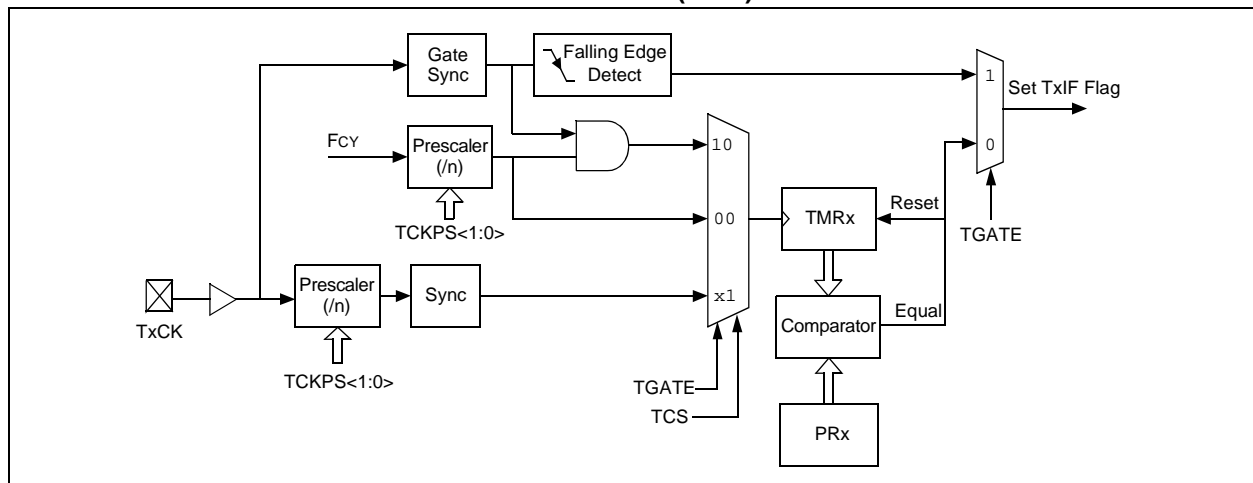 Gate
Sync
Falling Edge
Detect
1
Set TxIF Flag
FCY
Prescaler
(/n)
10
0
TCKPS<1:0>
00
TMRx
Reset
TGATE
Prescaler
(/n)
Sync
x1
TxCK
Comparator
Equal
TCKPS<1:0>
TGATE
TCS
PRx